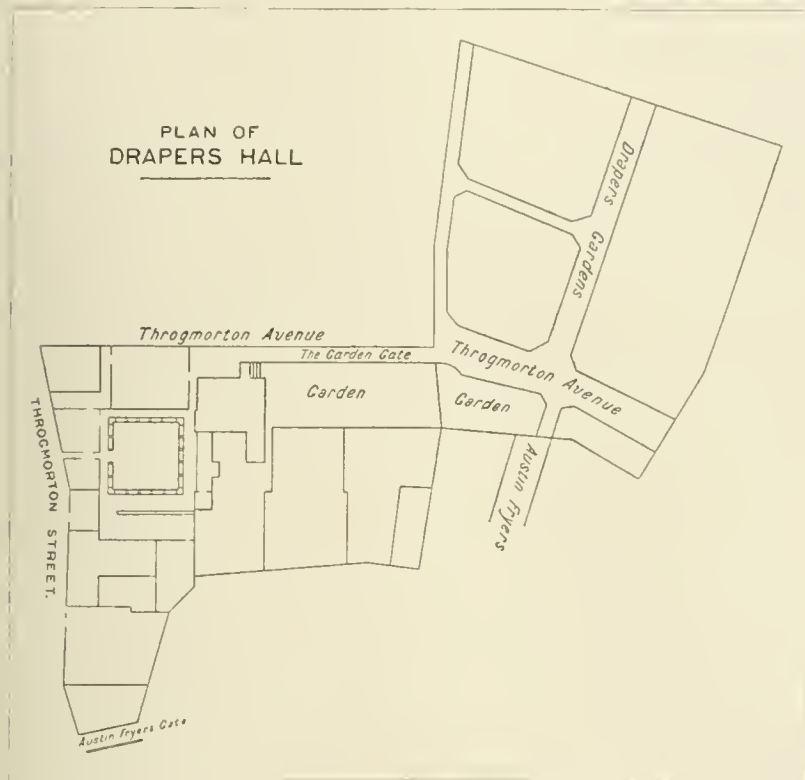 PLAN OF
DRAPERS HALL
Drapers Gardens
Throgmorton Avenue
The Garden Gate
Throgmorton Avenue
Garden
Garden
THROGMORTON STREET.
Austin Fryers
Austin Fryers Gate